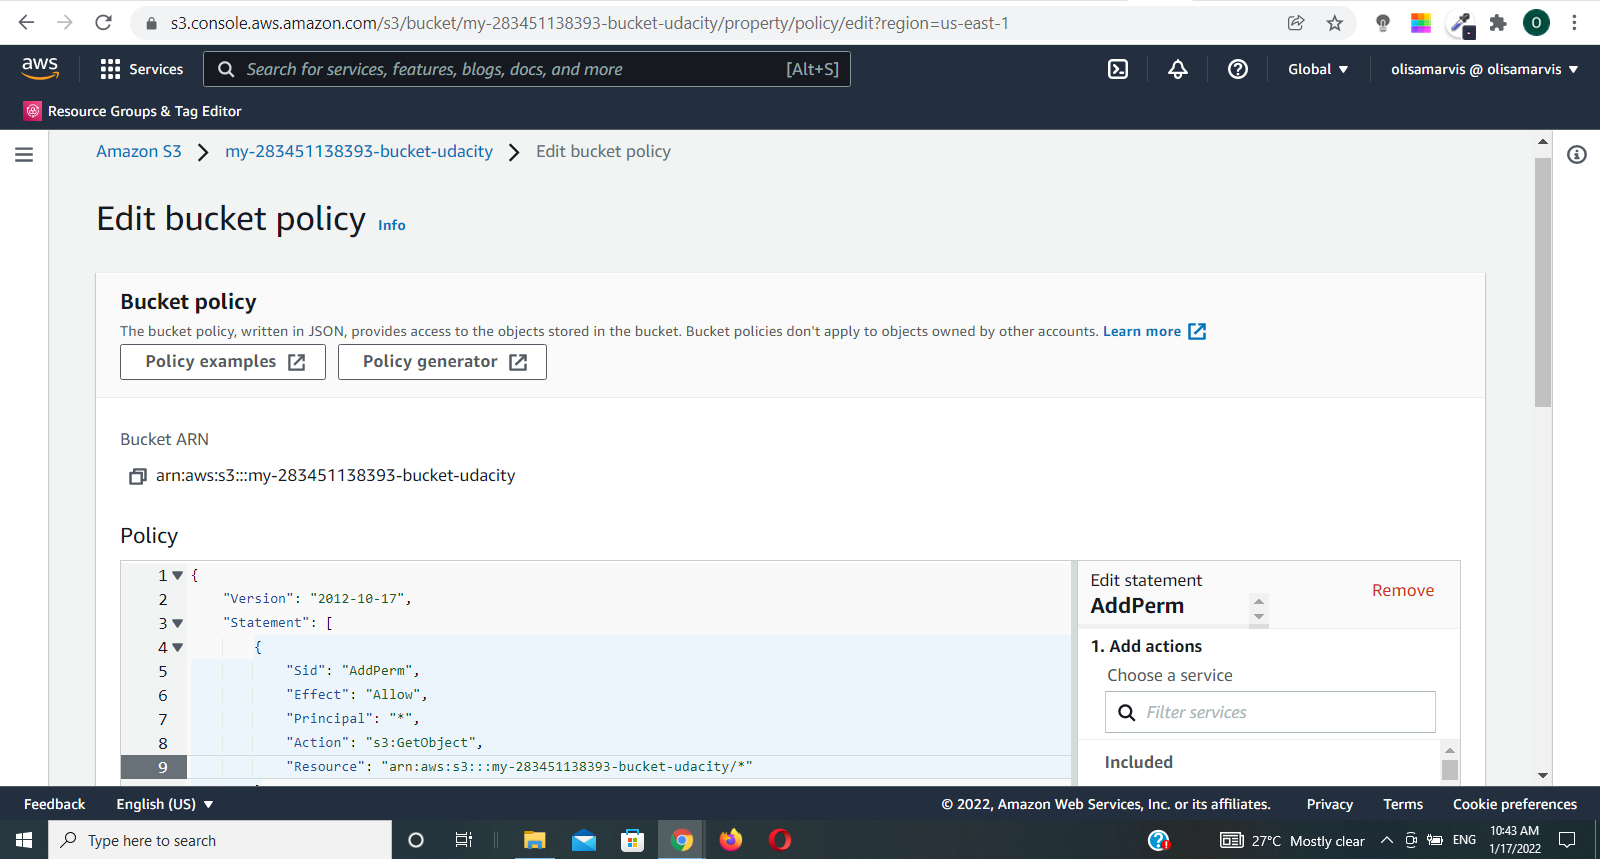 s3.console.aws.amazon.com/s3/bucket/my-283451138393-bucket-udacity/property/policy/edit?region=us-east-1
O
aws
Services
Search for services, features, blogs, docs, and more
[Alt+S]
Global
olisamarvis @ olisamarvis
Resource Groups & Tag Editor
Amazon S3
my-283451138393-bucket-udacity
Edit bucket policy
Edit bucket policy
Info
Bucket policy
The bucket policy, written in JSON, provides access to the objects stored in the bucket. Bucket policies don't apply to objects owned by other accounts. Learn more
Policy examples
Policy generator
Bucket ARN
arn:aws:s3:::my-283451138393-bucket-udacity
Policy
1 {
2 "Version": "2012-10-17",
3 "Statement": [
4 {
5 "Sid": "AddPerm",
6 "Effect": "Allow",
7 "Principal": "*",
8 "Action": "s3:GetObject",
9 "Resource": "arn:aws:s3:::my-283451138393-bucket-udacity/*"
Edit statement
AddPerm
Remove
1. Add actions
Choose a service
Filter services
Included
Feedback
English (US)
© 2022, Amazon Web Services, Inc. or its affiliates.
Privacy
Terms
Cookie preferences
Type here to search
27°C Mostly clear
ENG
10:43 AM
1/17/2022